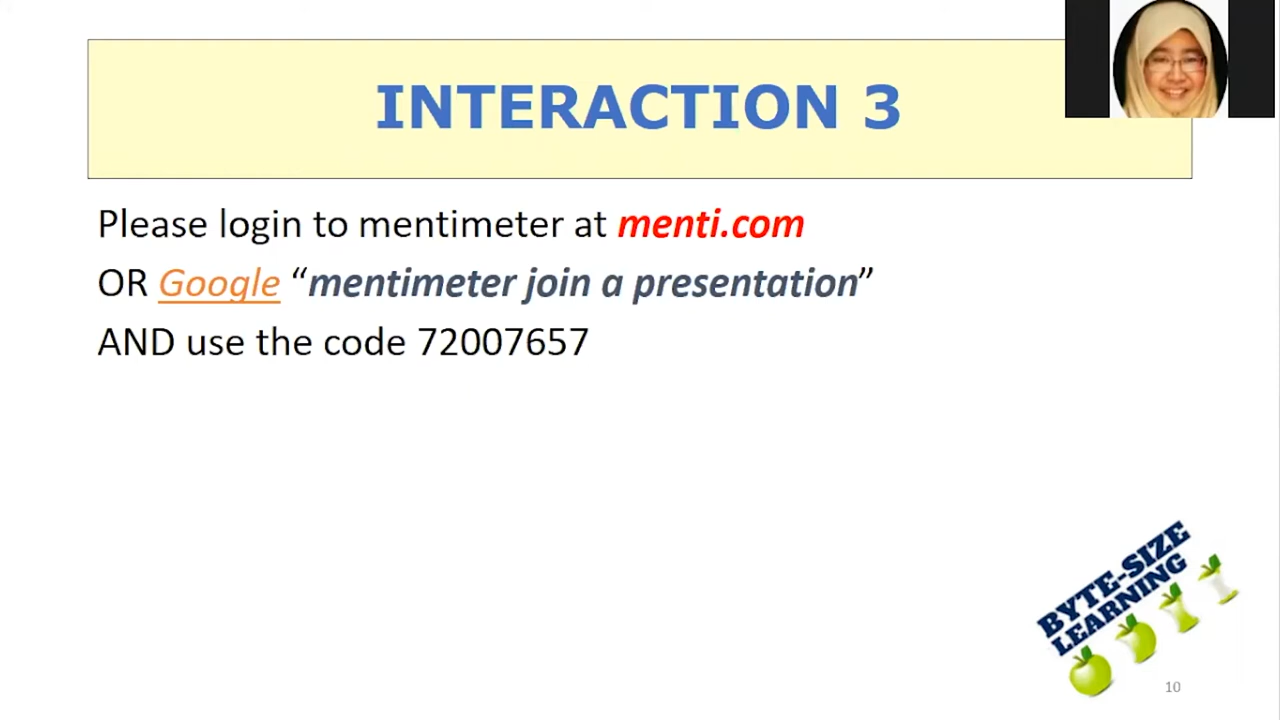 INTERACTION 3
Please login to mentimeter at menti.com
OR Google “mentimeter join a presentation”
AND use the code 72007657
BYTE-SIZE
LEARNING
10